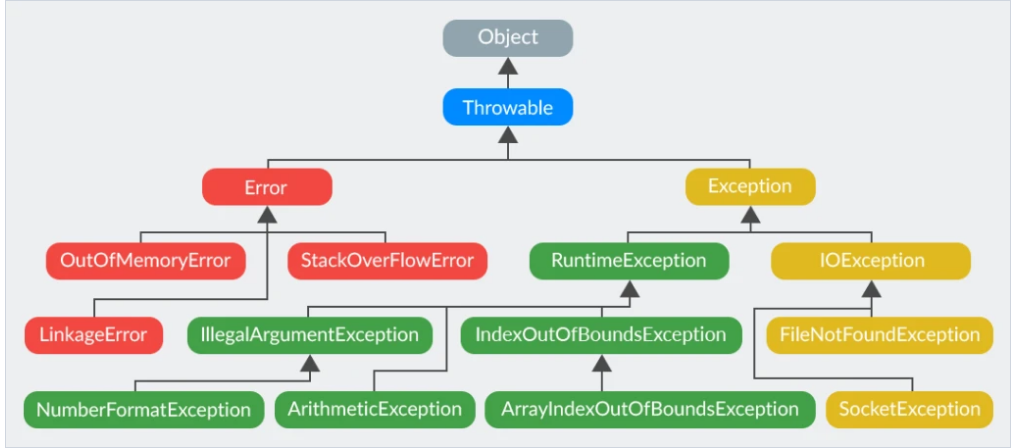 Object
Throwable
Error
Exception
OutOfMemoryError
StackOverFlowError
RuntimeException
IOException
LinkageError
IllegalArgumentException
IndexOutOfBoundsException
FileNotFoundException
NumberFormatException
ArithmeticException
ArrayIndexOutOfBoundsException
SocketException